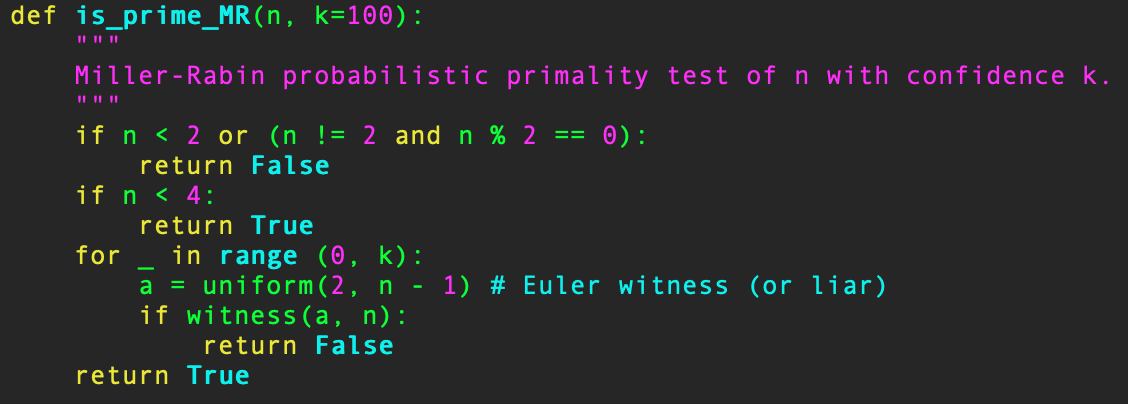 def is_prime_MR(n, k=100):
    """
    Miller-Rabin probabilistic primality test of n with confidence k.
    """
    if n < 2 or (n != 2 and n % 2 == 0):
        return False
    if n < 4:
        return True
    for _ in range (0, k):
        a = uniform(2, n - 1) # Euler witness (or liar)
        if witness(a, n):
            return False
    return True